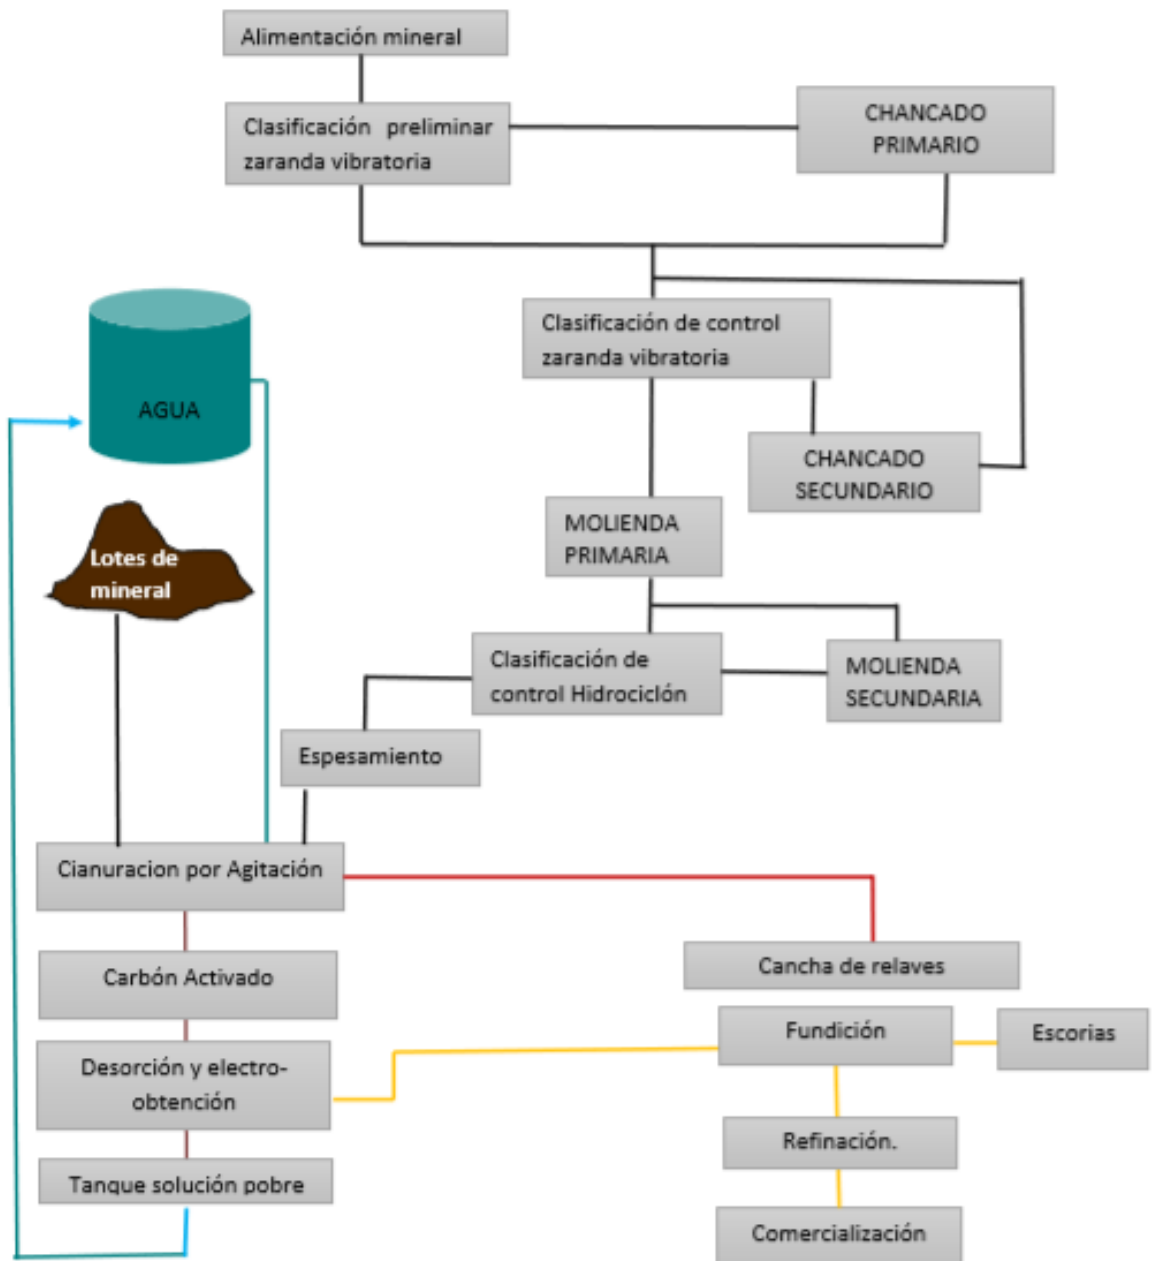 Alimentación mineral
Clasificación preliminar
zaranda vibratoria
CHANCADO
PRIMARIO
Clasificación de control
zaranda vibratoria
AGUA
CHANCADO
SECUNDARIO
Lotes de
mineral
MOLIENDA
PRIMARIA
Clasificación de
control Hidrociclón
MOLIENDA
SECUNDARIA
Espesamiento
Cianuracion por Agitación
Carbón Activado
Cancha de relaves
Desorción y electro-
obtención
Fundición
Escorias
Refinación.
Tanque solución pobre
Comercialización